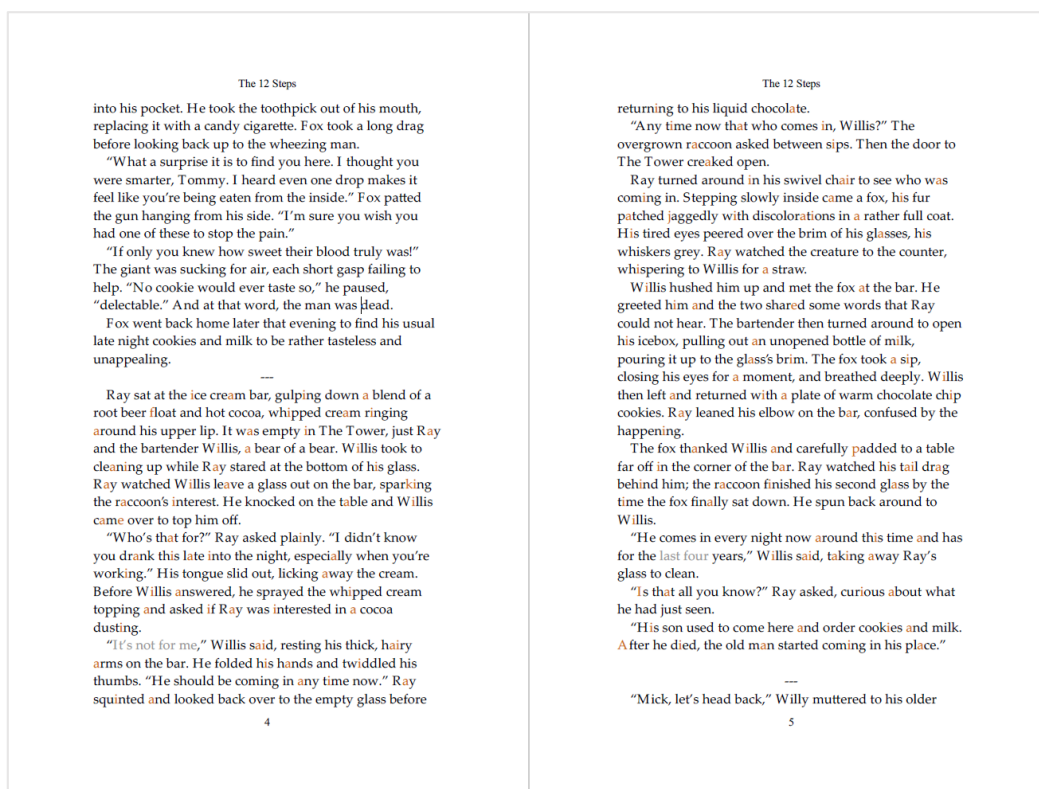 The 12 Steps
into his pocket. He took the toothpick out of his mouth,
replacing it with a candy cigarette. Fox took a long drag
before looking back up to the wheezing man.
“What a surprise it is to find you here. I thought you
were smarter, Tommy. I heard even one drop makes it
feel like you’re being eaten from the inside.” Fox patted
the gun hanging from his side. “I’m sure you wish you
had one of these to stop the pain.”
“If only you knew how sweet their blood truly was!”
The giant was sucking for air, each short gasp failing to
help. “No cookie would ever taste so,” he paused,
“delectable.” And at that word, the man was dead.
Fox went back home later that evening to find his usual
late night cookies and milk to be rather tasteless and
unappealing.
---
Ray sat at the ice cream bar, gulping down a blend of a
root beer float and hot cocoa, whipped cream ringing
around his upper lip. It was empty in The Tower, just Ray
and the bartender Willis, a bear of a bear. Willis took to
cleaning up while Ray stared at the bottom of his glass.
Ray watched Willis leave a glass out on the bar, sparking
the raccoon’s interest. He knocked on the table and Willis
came over to top him off.
“Who’s that for?” Ray asked plainly. “I didn’t know
you drank this late into the night, especially when you’re
working.” His tongue slid out, licking away the cream.
Before Willis answered, he sprayed the whipped cream
topping and asked if Ray was interested in a cocoa
dusting.
“It’s not for me,” Willis said, resting his thick, hairy
arms on the bar. He folded his hands and twiddled his
thumbs. “He should be coming in any time now.” Ray
squinted and looked back over to the empty glass before
4
The 12 Steps
returning to his liquid chocolate.
“Any time now that who comes in, Willis?” The
overgrown raccoon asked between sips. Then the door to
The Tower creaked open.
Ray turned around in his swivel chair to see who was
coming in. Stepping slowly inside came a fox, his fur
patched jaggedly with discolorations in a rather full coat.
His tired eyes peered over the brim of his glasses, his
whiskers grey. Ray watched the creature to the counter,
whispering to Willis for a straw.
Willis hushed him up and met the fox at the bar. He
greeted him and the two shared some words that Ray
could not hear. The bartender then turned around to open
his icebox, pulling out an unopened bottle of milk,
pouring it up to the glass’s brim. The fox took a sip,
closing his eyes for a moment, and breathed deeply. Willis
then left and returned with a plate of warm chocolate chip
cookies. Ray leaned his elbow on the bar, confused by the
happening.
The fox thanked Willis and carefully padded to a table
far off in the corner of the bar. Ray watched his tail drag
behind him; the raccoon finished his second glass by the
time the fox finally sat down. He spun back around to
Willis.
“He comes in every night now around this time and has
for the last four years,” Willis said, taking away Ray’s
glass to clean.
“Is that all you know?” Ray asked, curious about what
he had just seen.
“His son used to come here and order cookies and milk.
After he died, the old man started coming in his place.”
---
“Mick, let’s head back,” Willy muttered to his older
5